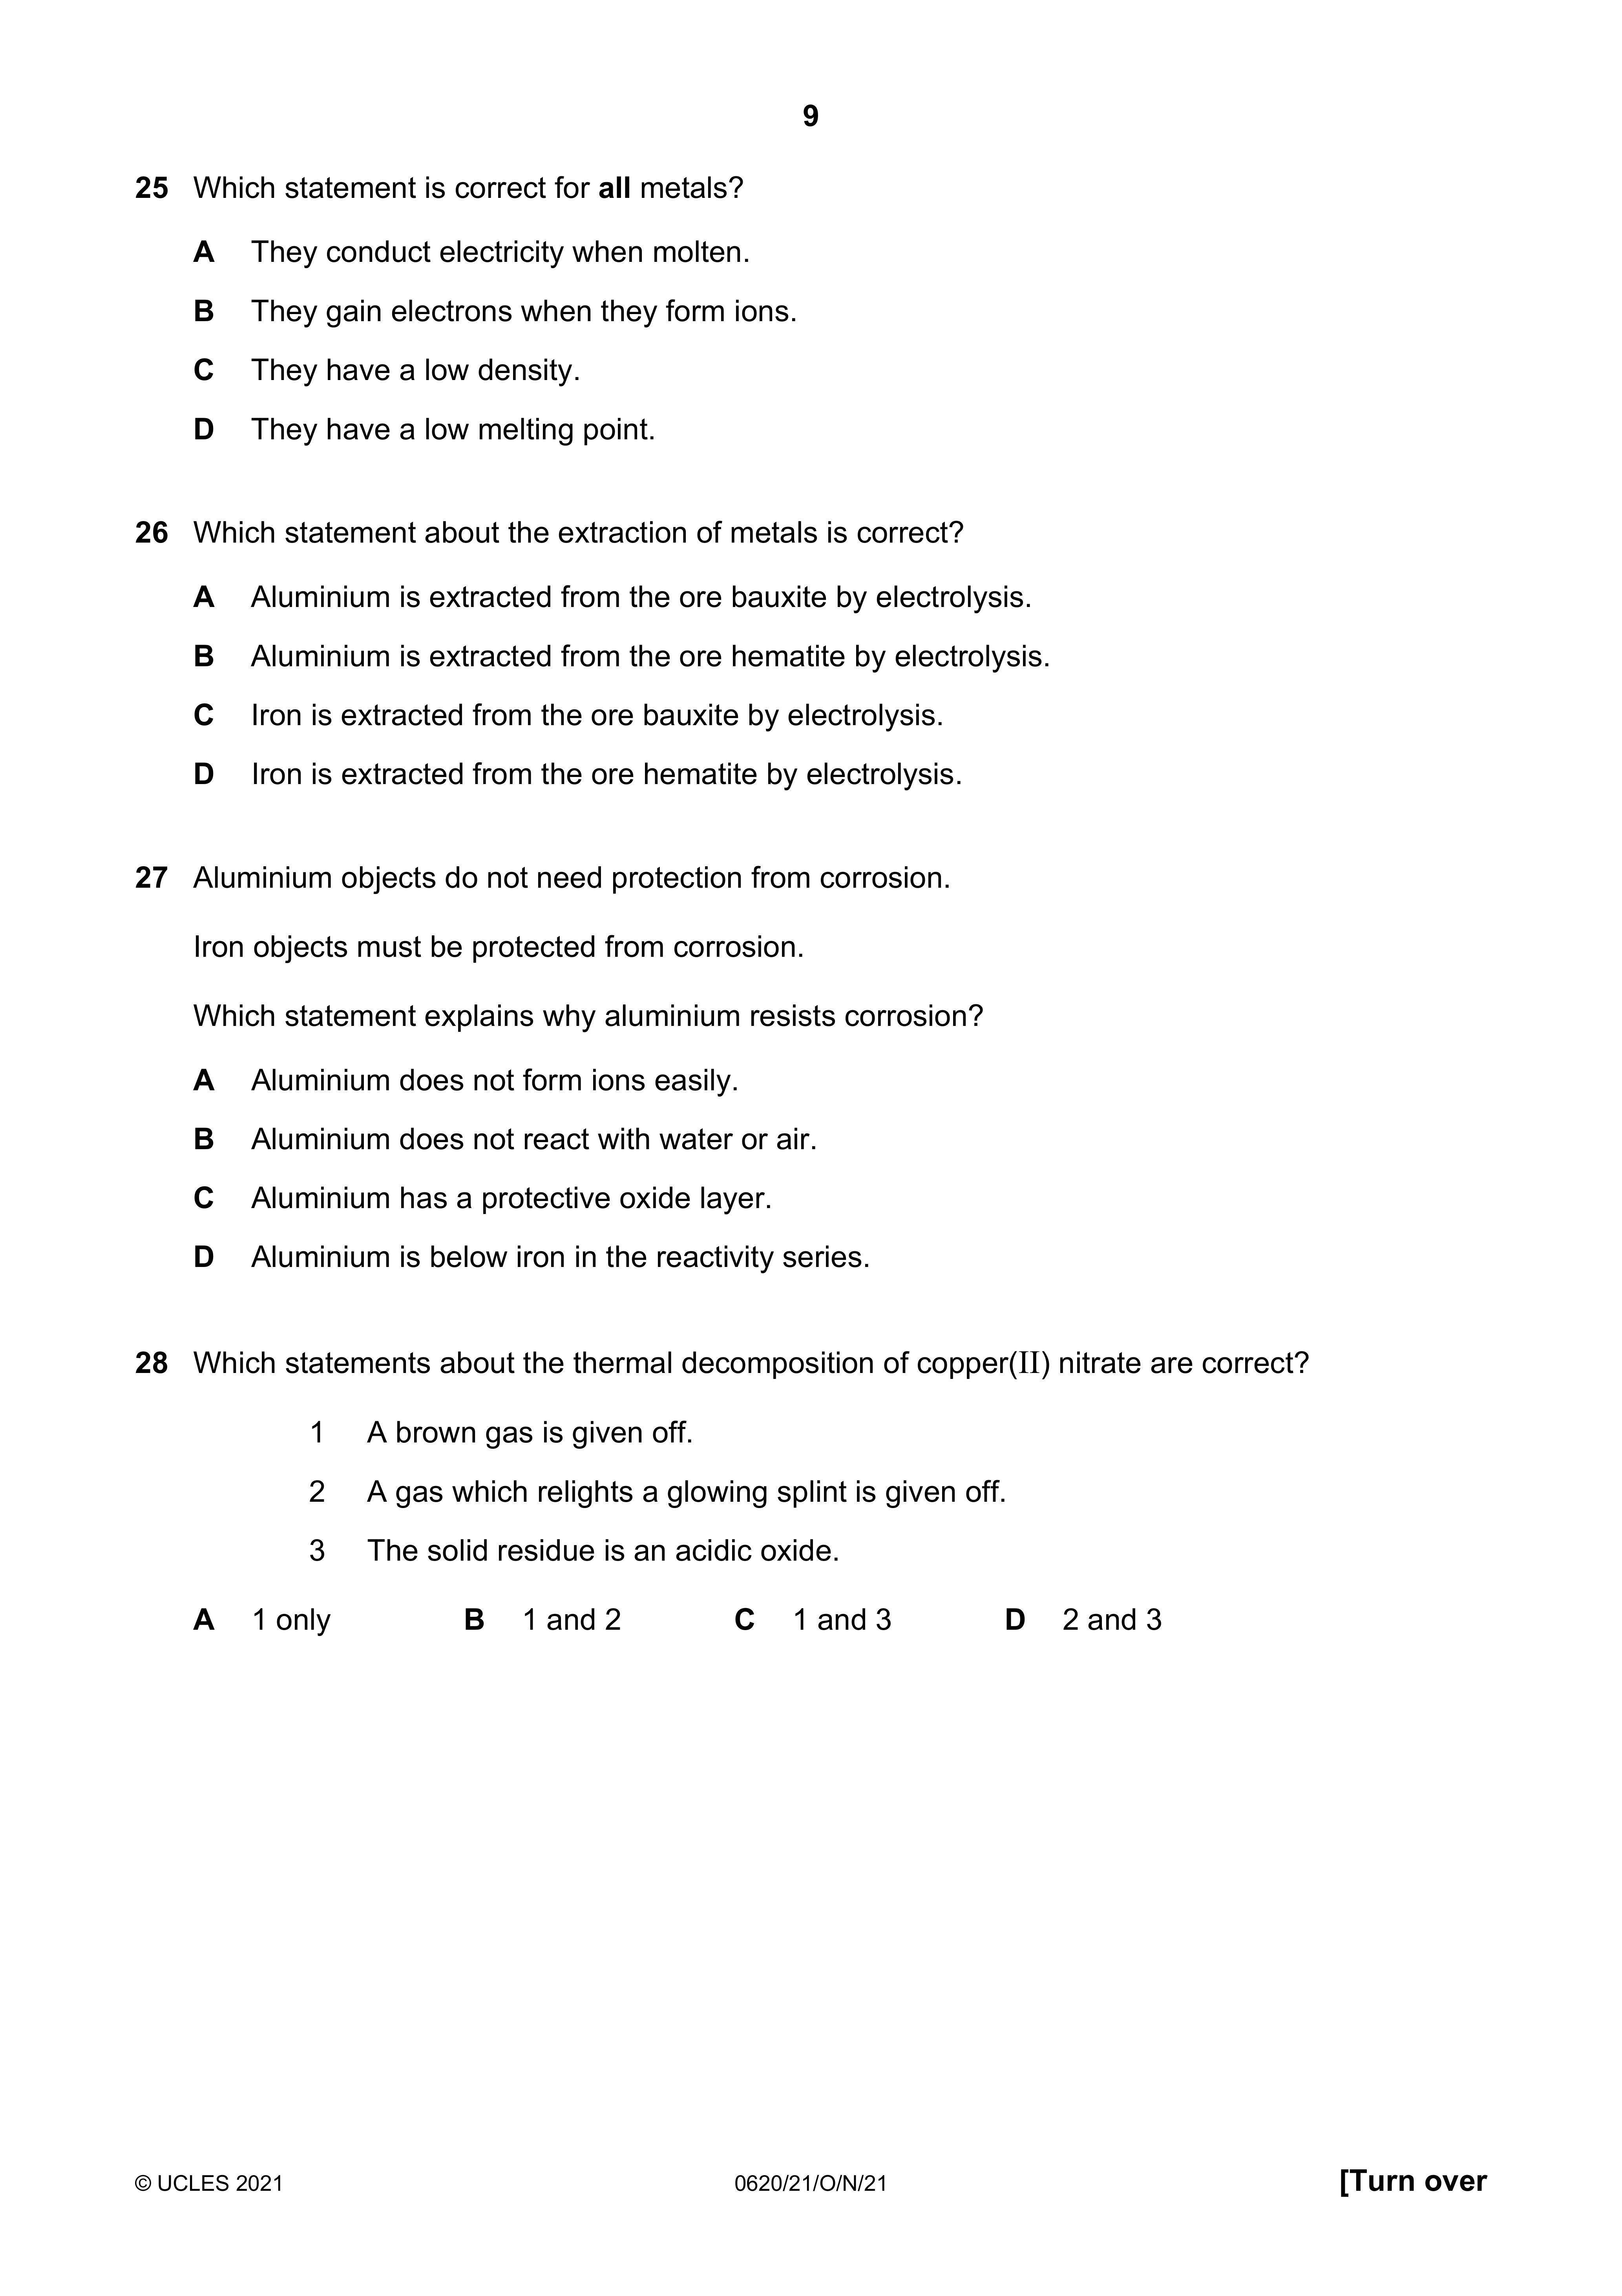 9
25 Which statement is correct for all metals?
A They conduct electricity when molten.
B They gain electrons when they form ions.
C They have a low density.
D They have a low melting point.
26 Which statement about the extraction of metals is correct?
A Aluminium is extracted from the ore bauxite by electrolysis.
B Aluminium is extracted from the ore hematite by electrolysis.
C Iron is extracted from the ore bauxite by electrolysis.
D Iron is extracted from the ore hematite by electrolysis.
27 Aluminium objects do not need protection from corrosion.
Iron objects must be protected from corrosion.
Which statement explains why aluminium resists corrosion?
A Aluminium does not form ions easily.
B Aluminium does not react with water or air.
C Aluminium has a protective oxide layer.
D Aluminium is below iron in the reactivity series.
28 Which statements about the thermal decomposition of copper(II) nitrate are correct?
1 A brown gas is given off.
2 A gas which relights a glowing splint is given off.
3 The solid residue is an acidic oxide.
A 1 only B 1 and 2 C 1 and 3 D 2 and 3
© UCLES 2021 0620/21/O/N/21 [Turn over